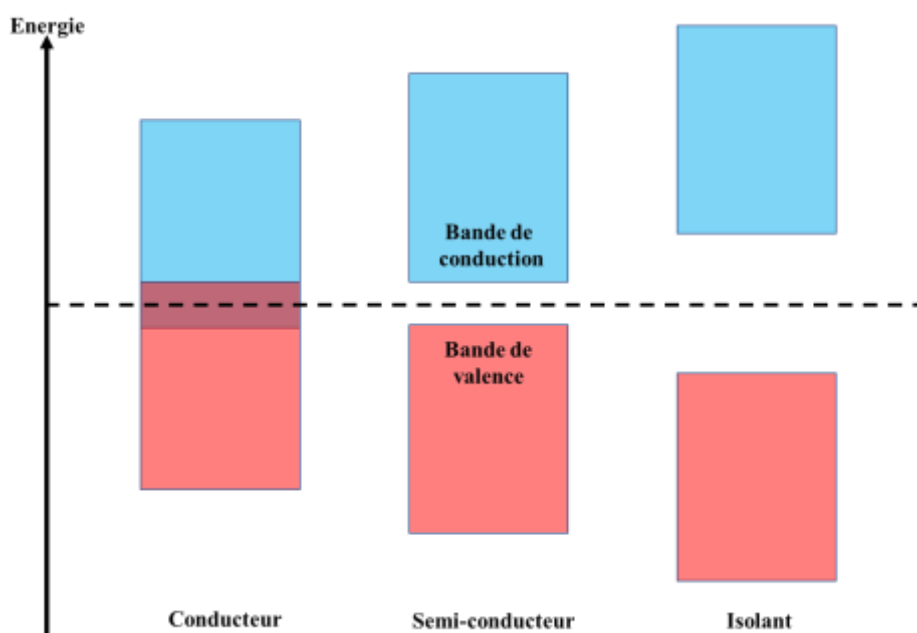 Energie
Bande de
conduction
Bande de
valence
Conducteur
Semi-conducteur
Isolant